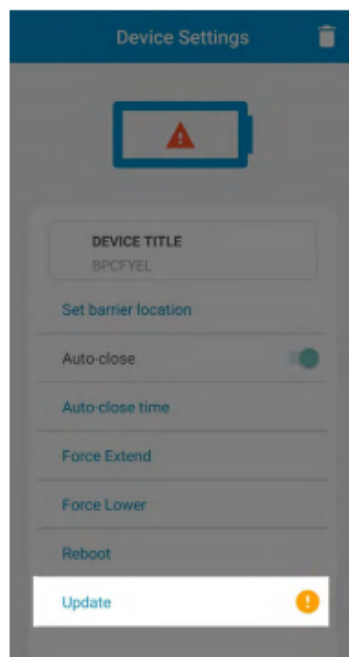 Device Settings
DEVICE TITLE
BPCFYEL
Set barrier location
Auto-close
Auto-close time
Force Extend
Force Lower
Reboot
Update